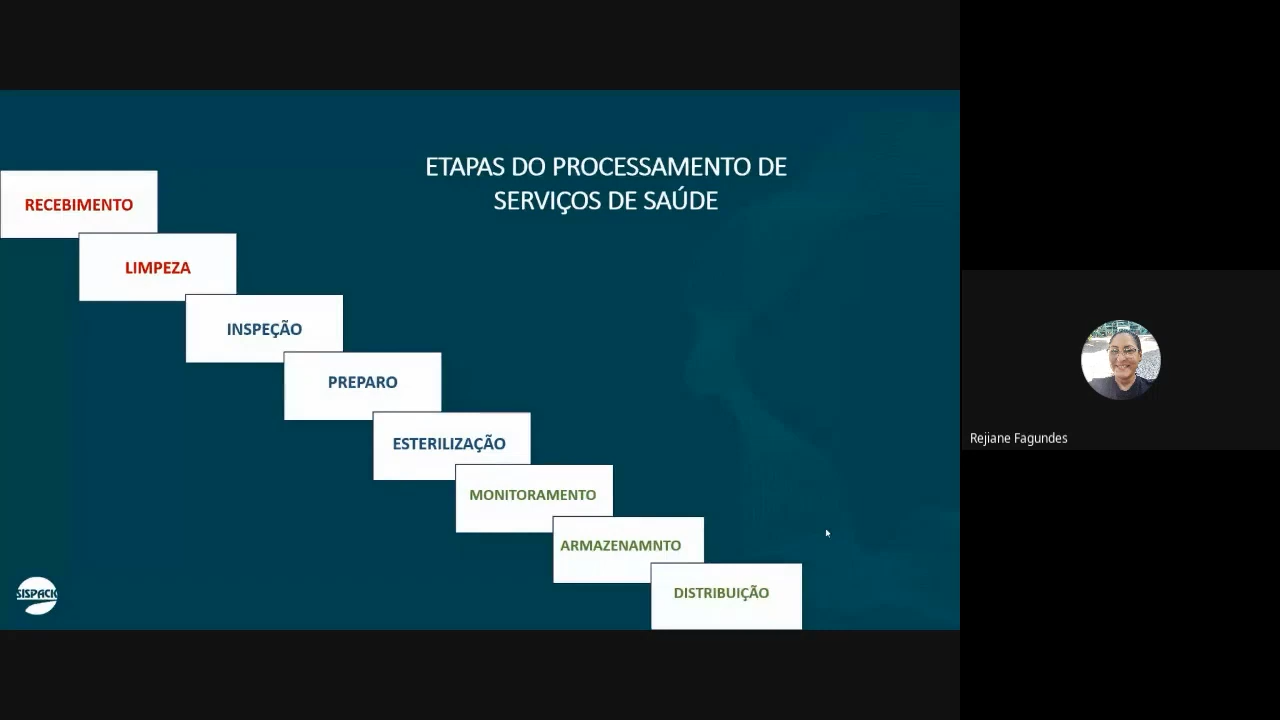 ETAPAS DO PROCESSAMENTO DE
SERVIÇOS DE SAÚDE
RECEBIMENTO
LIMPEZA
INSPEÇÃO
PREPARO
ESTERILIZAÇÃO
MONITORAMENTO
ARMAZENAMNTO
DISTRIBUIÇÃO
SISPACK
Rejiane Fagundes